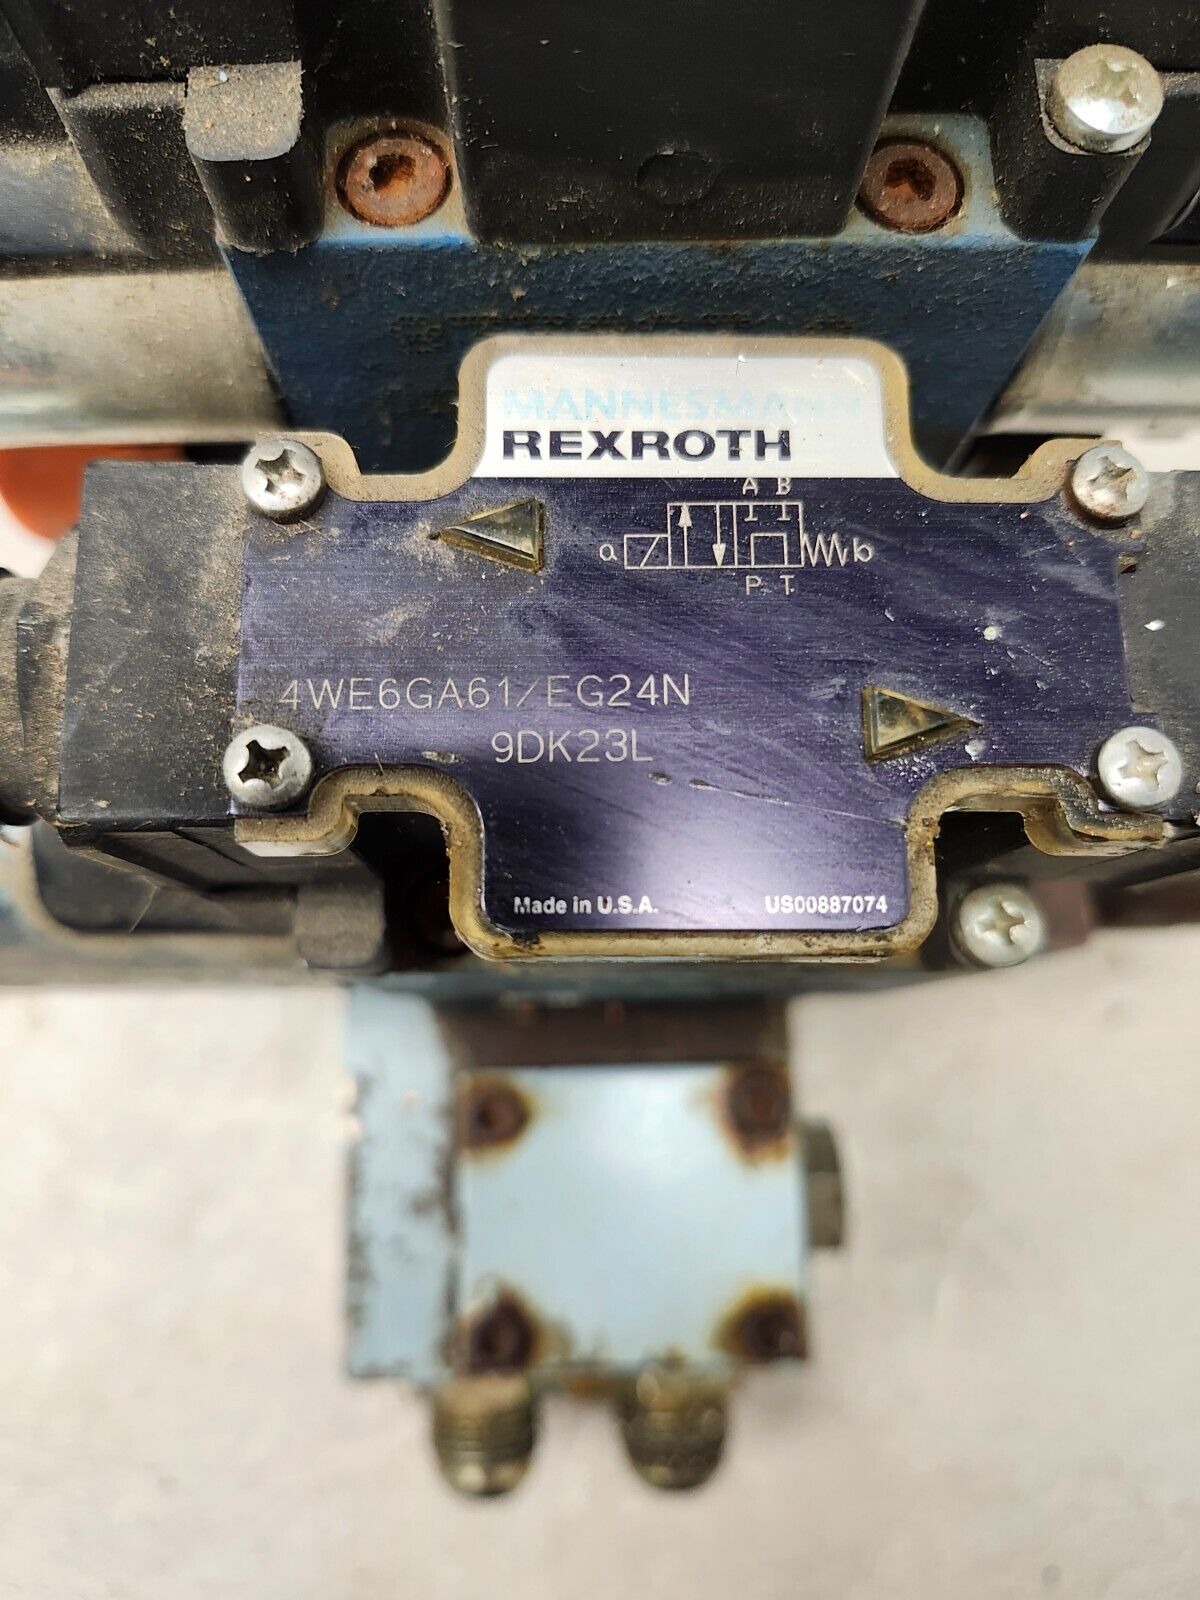 MANNESMANN
REXROTH
A B
a b
P T
4WE6GA61/EG24N
9DK23L
Made in U.S.A. US00887074